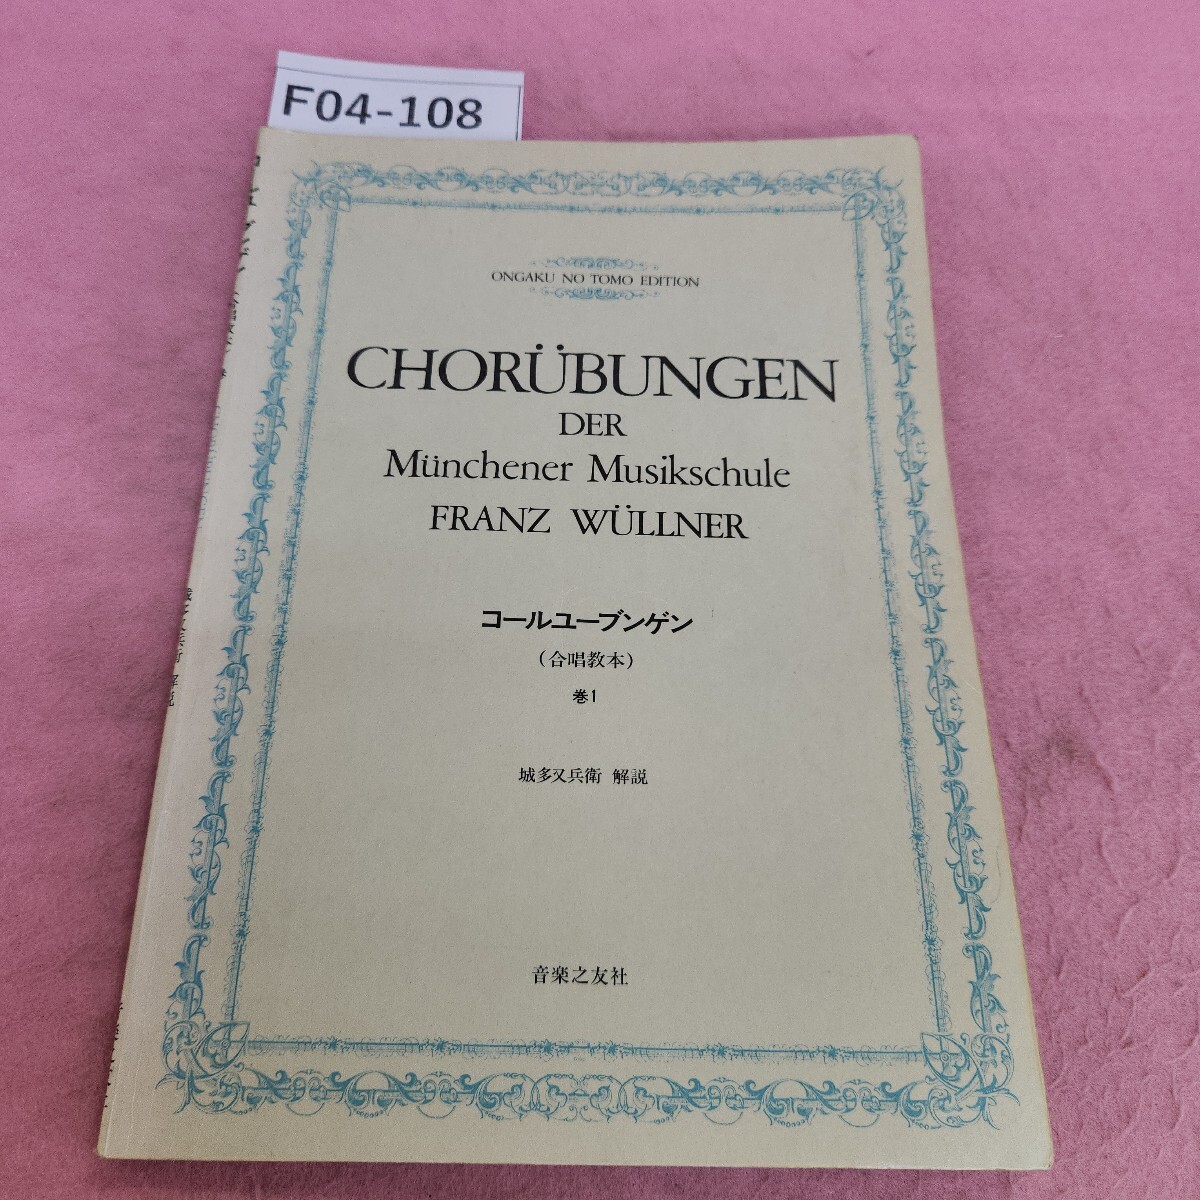 F04-108
ONGAKU NO TOMO EDITION
CHORÜBUNGEN
DER
Münchener Musikschule
FRANZ WÜLLNER
コールユーブンゲン
(合唱教本)
巻1
城多又兵衛 解説
音楽之友社